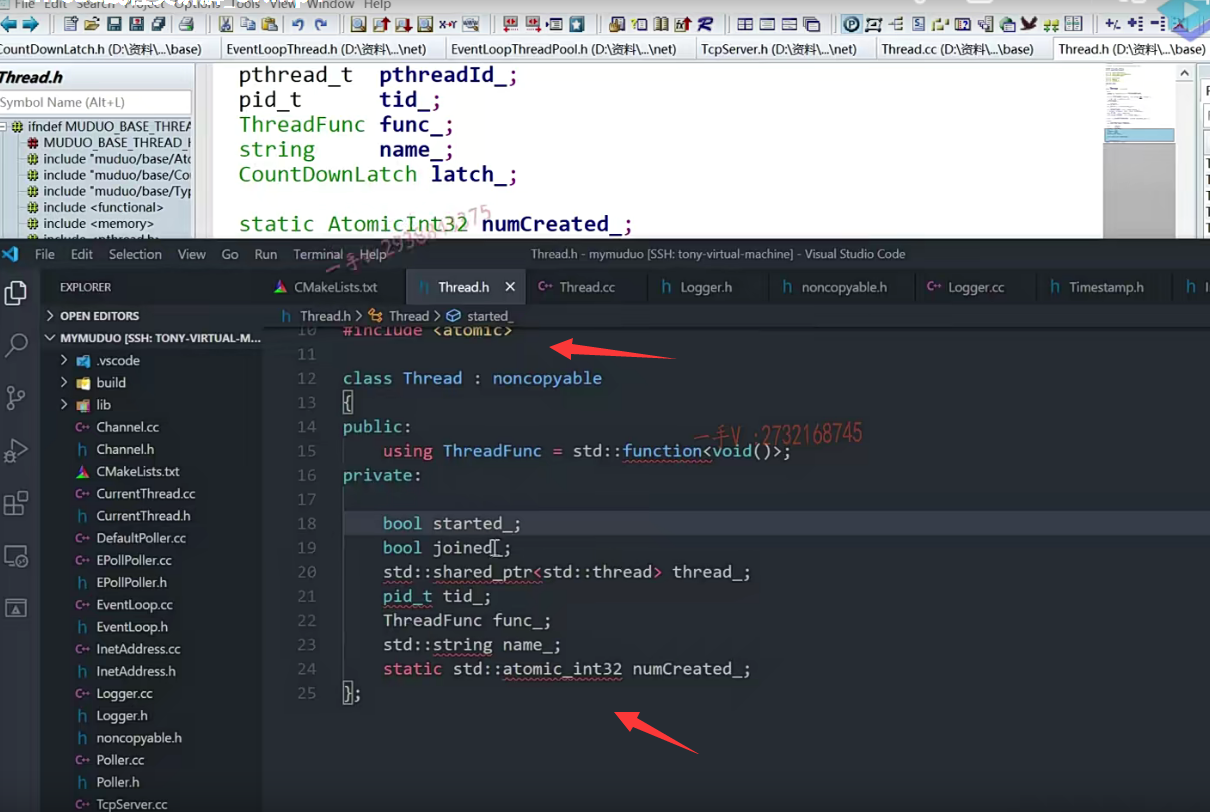 File Edit Search Project Options Tools View Window Help
CountDownLatch.h (D:\资料\...\base)
EventLoopThread.h (D:\资料\...\net)
EventLoopThreadPool.h (D:\资料\...\net)
TcpServer.h (D:\资料\...\net)
Thread.cc (D:\资料\...\base)
Thread.h (D:\资料\...\base)
Thread.h
Symbol Name (Alt+L)
ifndef MUDUO_BASE_THREA
MUDUO_BASE_THREAD_H
include "muduo/base/Ato
include "muduo/base/Co
include "muduo/base/Typ
include <functional>
include <memory>
include <pthread.h>
pthread_t pthreadId_;
pid_t tid_;
ThreadFunc func_;
string name_;
CountDownLatch latch_;
static AtomicInt32 numCreated_;
File Edit Selection View Go Run Terminal Help
Thread.h - mymuduo [SSH: tony-virtual-machine] - Visual Studio Code
EXPLORER
OPEN EDITORS
MYMUDUO [SSH: TONY-VIRTUAL-M...
.vscode
build
lib
Channel.cc
Channel.h
CMakeLists.txt
CurrentThread.cc
CurrentThread.h
DefaultPoller.cc
EPollPoller.cc
EPollPoller.h
EventLoop.cc
EventLoop.h
InetAddress.cc
InetAddress.h
Logger.cc
Logger.h
noncopyable.h
Poller.cc
Poller.h
TcpServer.cc
CMakeLists.txt
Thread.h
Thread.cc
Logger.h
noncopyable.h
Logger.cc
Timestamp.h
Thread.h > Thread > started_
10 #include <atomic>
11
12 class Thread : noncopyable
13 {
14 public:
15 using ThreadFunc = std::function<void()>;
16 private:
17
18 bool started_;
19 bool joined_;
20 std::shared_ptr<std::thread> thread_;
21 pid_t tid_;
22 ThreadFunc func_;
23 std::string name_;
24 static std::atomic_int32 numCreated_;
25 };
一手V :2732168745